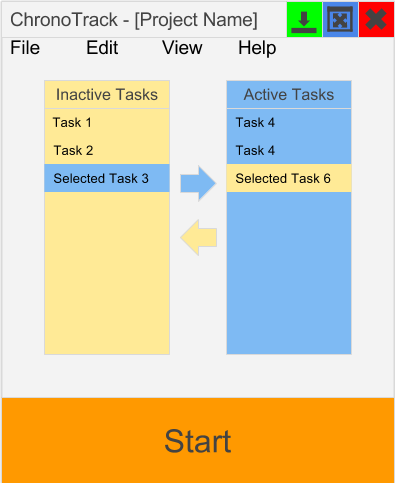 ChronoTrack - [Project Name]
File Edit View Help
Inactive Tasks
Task 1
Task 2
Selected Task 3
Active Tasks
Task 4
Task 4
Selected Task 6
Start